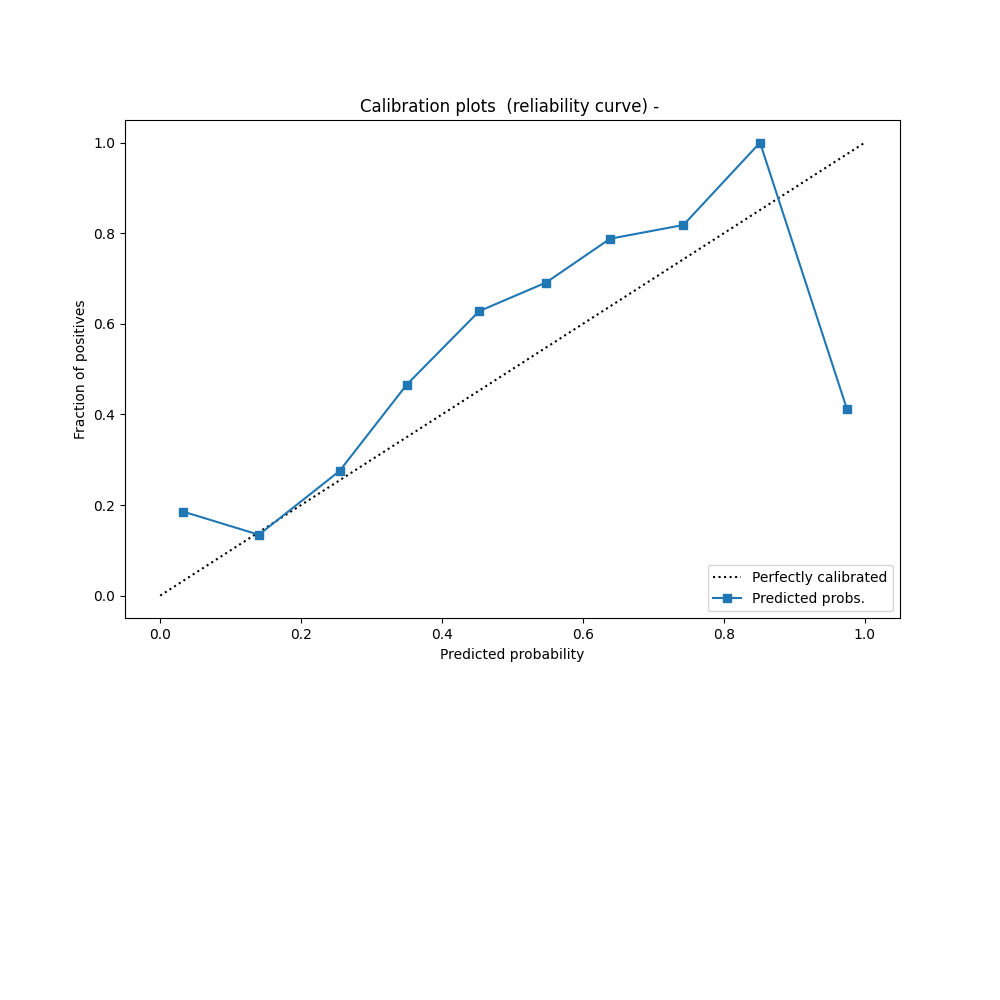 Calibration plots  (reliability curve) -
1.0
0.8
0.6
0.4
0.2
0.0
Fraction of positives
0.0 0.2 0.4 0.6 0.8 1.0
Predicted probability
Perfectly calibrated
Predicted probs.